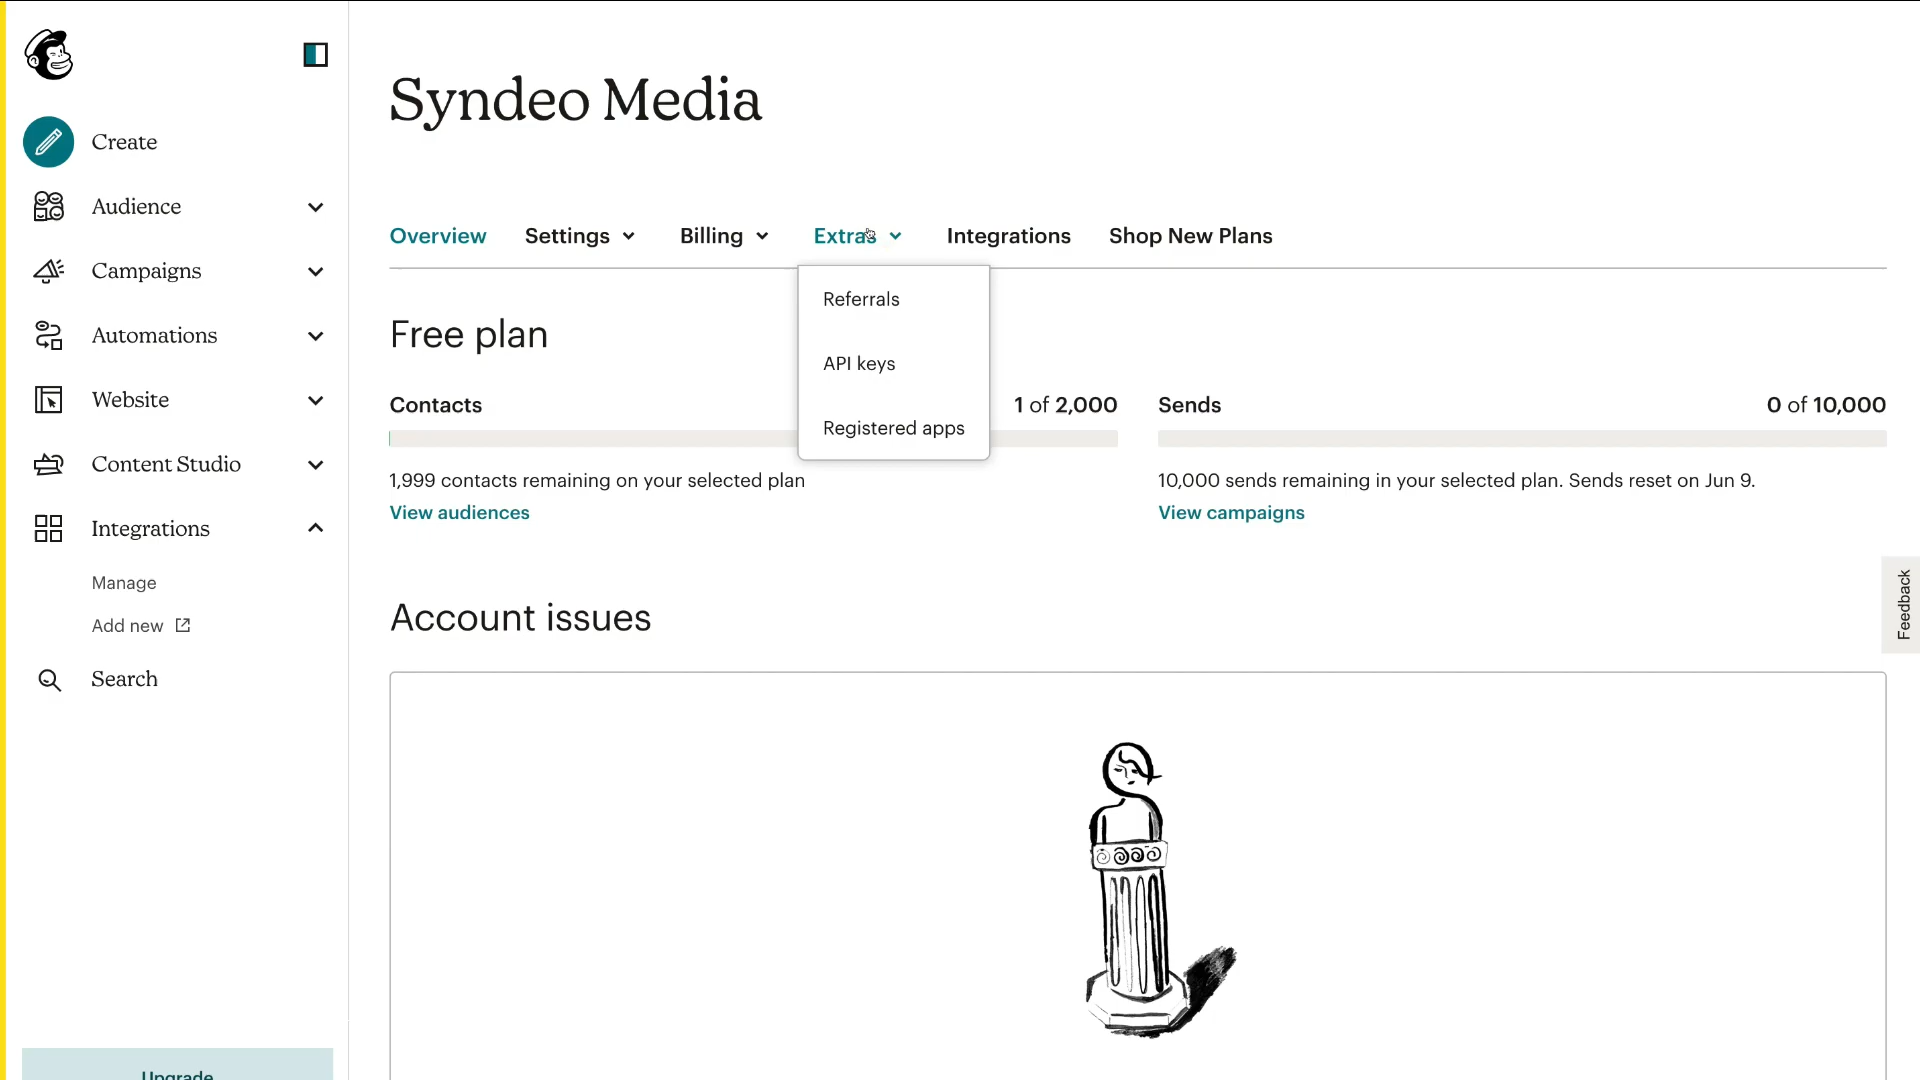 Syndeo Media
Create
Audience
Campaigns
Automations
Website
Content Studio
Integrations
Manage
Add new
Search
Upgrade
Overview
Settings
Billing
Extras
Integrations
Shop New Plans
Referrals
API keys
Registered apps
Free plan
Contacts
1 of 2,000
1,999 contacts remaining on your selected plan
View audiences
Sends
0 of 10,000
10,000 sends remaining in your selected plan. Sends reset on Jun 9.
View campaigns
Account issues
Feedback